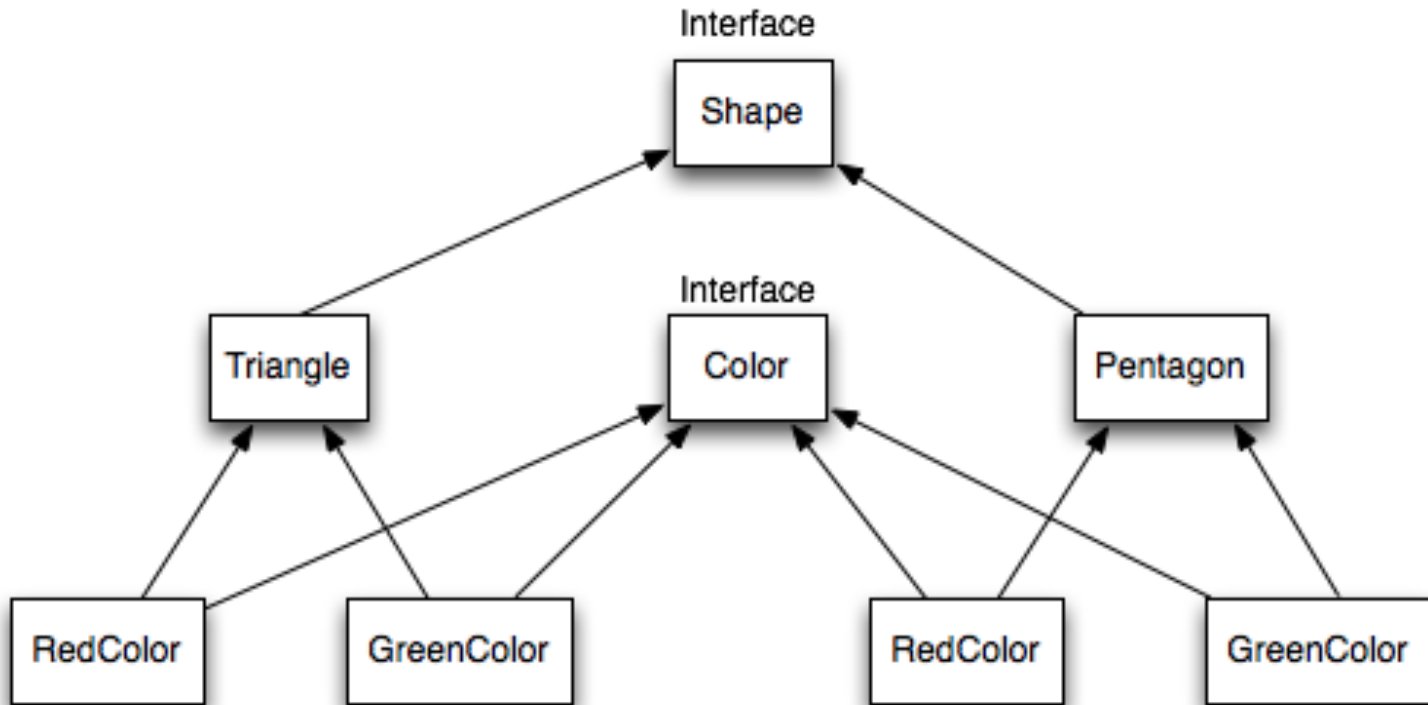 Interface
Shape
Interface
Triangle
Color
Pentagon
RedColor
GreenColor
RedColor
GreenColor